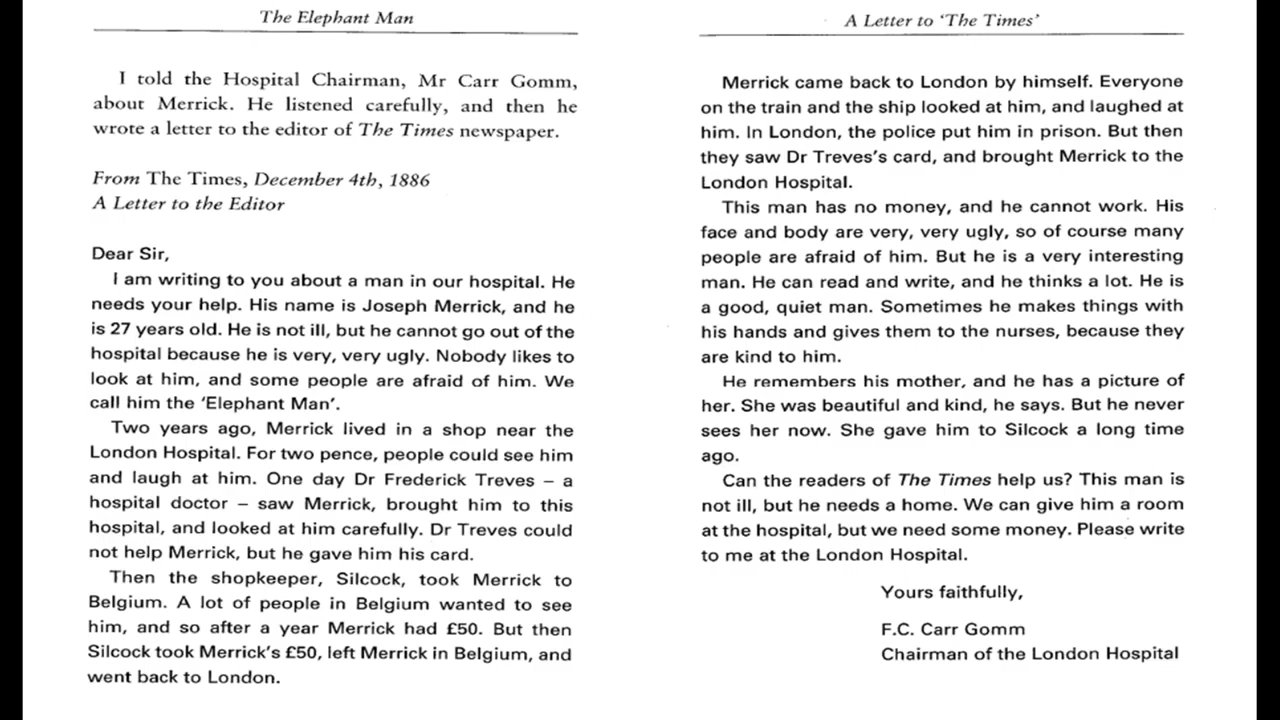 The Elephant Man
I told the Hospital Chairman, Mr Carr Gomm,
about Merrick. He listened carefully, and then he
wrote a letter to the editor of The Times newspaper.
From The Times, December 4th, 1886
A Letter to the Editor
Dear Sir,
I am writing to you about a man in our hospital. He
needs your help. His name is Joseph Merrick, and he
is 27 years old. He is not ill, but he cannot go out of the
hospital because he is very, very ugly. Nobody likes to
look at him, and some people are afraid of him. We
call him the 'Elephant Man'.
Two years ago, Merrick lived in a shop near the
London Hospital. For two pence, people could see him
and laugh at him. One day Dr Frederick Treves – a
hospital doctor – saw Merrick, brought him to this
hospital, and looked at him carefully. Dr Treves could
not help Merrick, but he gave him his card.
Then the shopkeeper, Silcock, took Merrick to
Belgium. A lot of people in Belgium wanted to see
him, and so after a year Merrick had £50. But then
Silcock took Merrick's £50, left Merrick in Belgium, and
went back to London.
A Letter to 'The Times'
Merrick came back to London by himself. Everyone
on the train and the ship looked at him, and laughed at
him. In London, the police put him in prison. But then
they saw Dr Treves's card, and brought Merrick to the
London Hospital.
This man has no money, and he cannot work. His
face and body are very, very ugly, so of course many
people are afraid of him. But he is a very interesting
man. He can read and write, and he thinks a lot. He is
a good, quiet man. Sometimes he makes things with
his hands and gives them to the nurses, because they
are kind to him.
He remembers his mother, and he has a picture of
her. She was beautiful and kind, he says. But he never
sees her now. She gave him to Silcock a long time
ago.
Can the readers of The Times help us? This man is
not ill, but he needs a home. We can give him a room
at the hospital, but we need some money. Please write
to me at the London Hospital.
Yours faithfully,
F.C. Carr Gomm
Chairman of the London Hospital